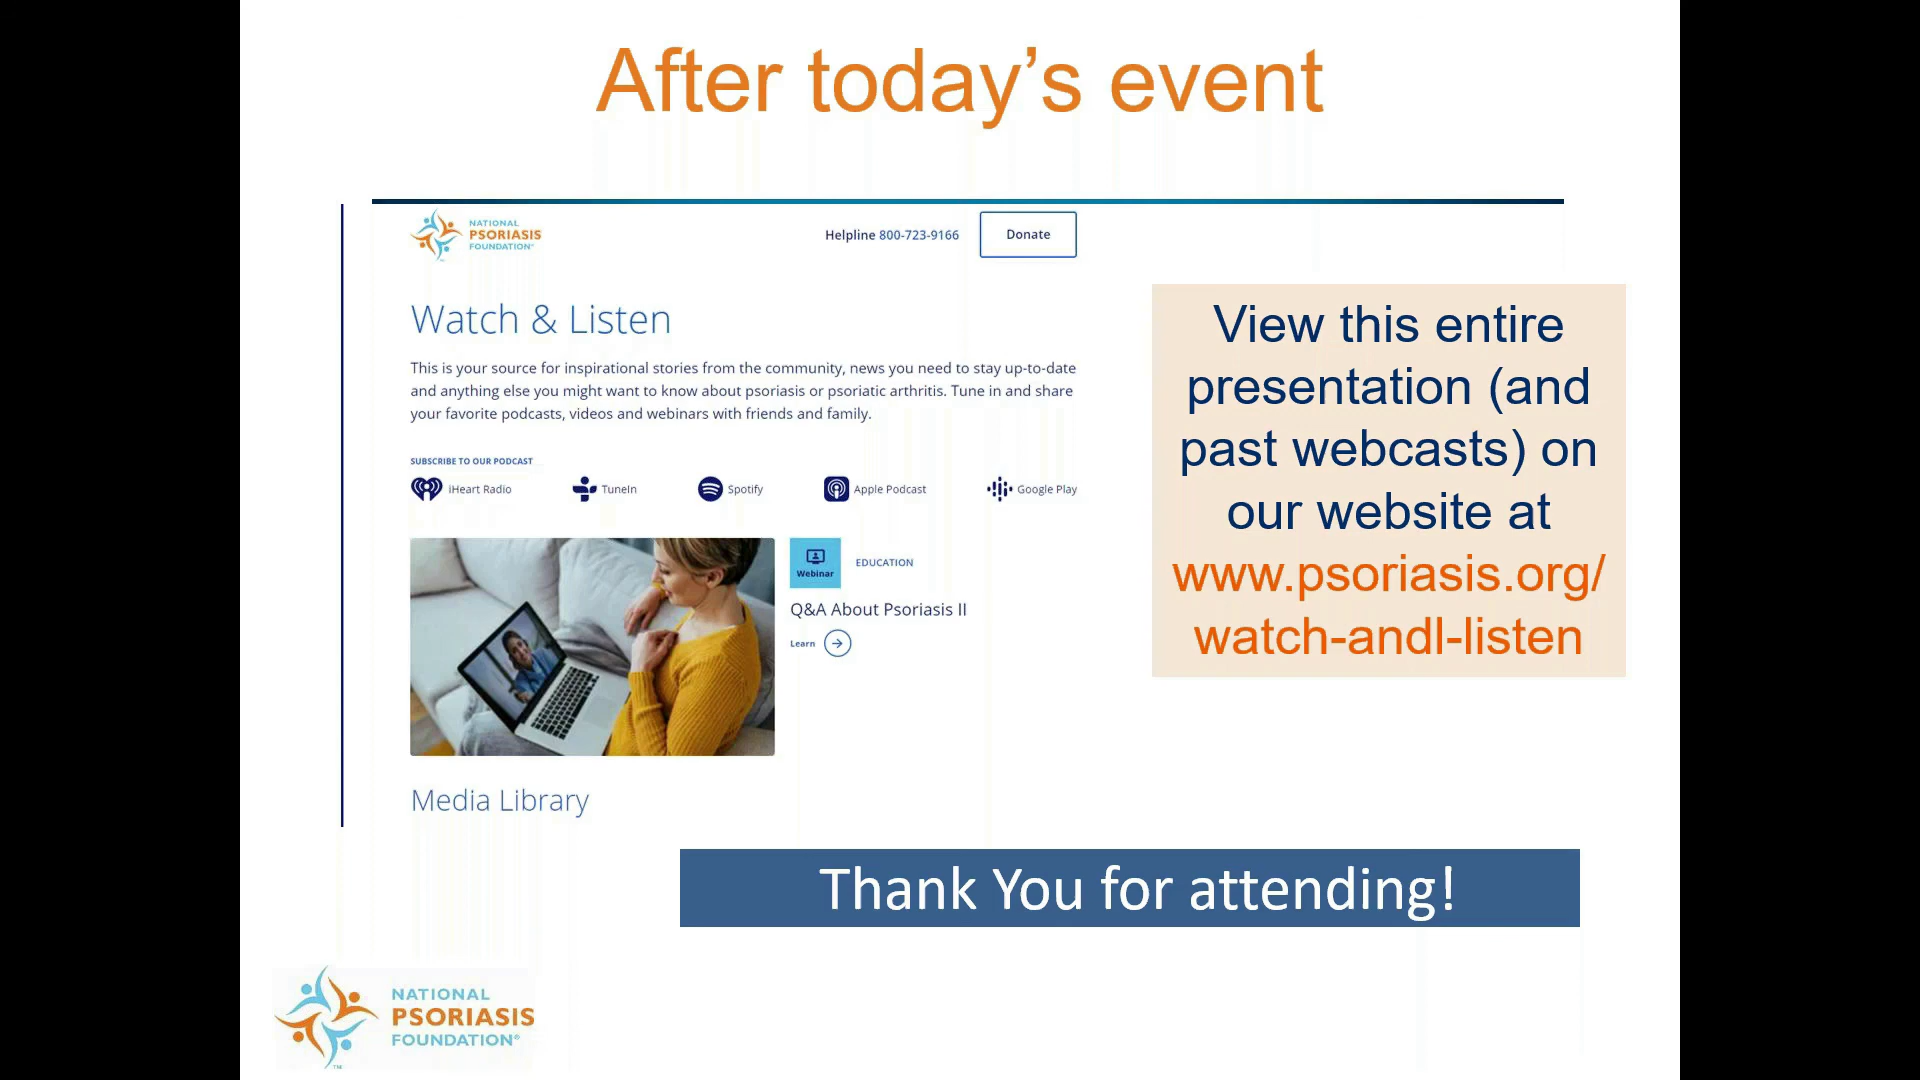 After today’s event
NATIONAL
PSORIASIS
FOUNDATION®
Helpline 800-723-9166
Donate
Watch & Listen
This is your source for inspirational stories from the community, news you need to stay up-to-date
and anything else you might want to know about psoriasis or psoriatic arthritis. Tune in and share
your favorite podcasts, videos and webinars with friends and family.
SUBSCRIBE TO OUR PODCAST
iHeart Radio
TuneIn
Spotify
Apple Podcast
Google Play
Webinar
EDUCATION
Q&A About Psoriasis II
Learn
Media Library
View this entire
presentation (and
past webcasts) on
our website at
www.psoriasis.org/
watch-andl-listen
Thank You for attending!
NATIONAL
PSORIASIS
FOUNDATION®
TM